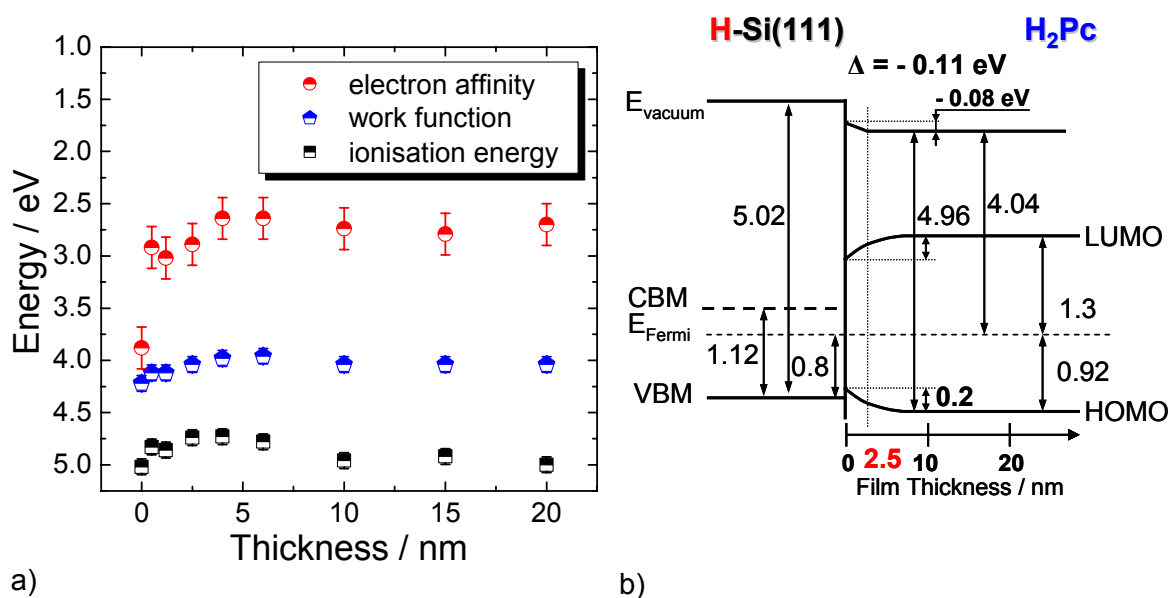 1.0
1.5
2.0
2.5
3.0
3.5
4.0
4.5
5.0
Energy / eV
electron affinity
work function
ionisation energy
0
5
10
15
20
Thickness / nm
a)
H-Si(111)
H₂Pc
Δ = - 0.11 eV
- 0.08 eV
E_vacuum
5.02
4.96
4.04
LUMO
CBM
E_Fermi
1.3
1.12
0.8
0.92
VBM
0.2
HOMO
0
2.5
10
20
Film Thickness / nm
b)